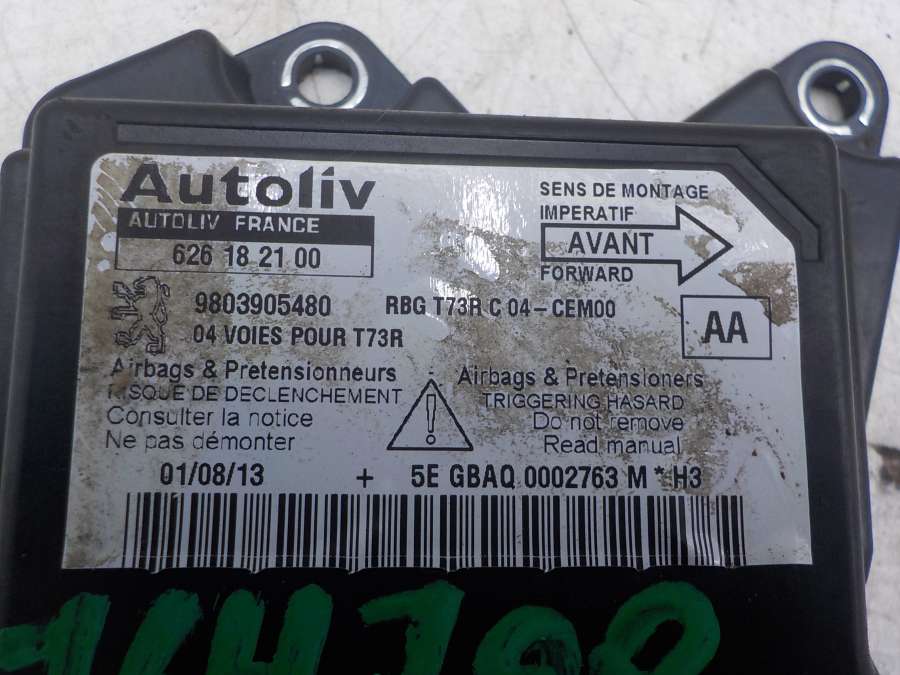 Autoliv
AUTOLIV FRANCE
626 18 21 00
SENS DE MONTAGE
IMPERATIF
AVANT
FORWARD
9803905480 RBG T73R C 04-CEM00
04 VOIES POUR T73R
AA
Airbags & Pretensionneurs
RISQUE DE DECLENCHEMENT
Consulter la notice
Ne pas démonter
Airbags & Pretensioners
TRIGGERING HASARD
Do not remove
Read manual
01/08/13 + 5E GBAQ 0002763 M * H3